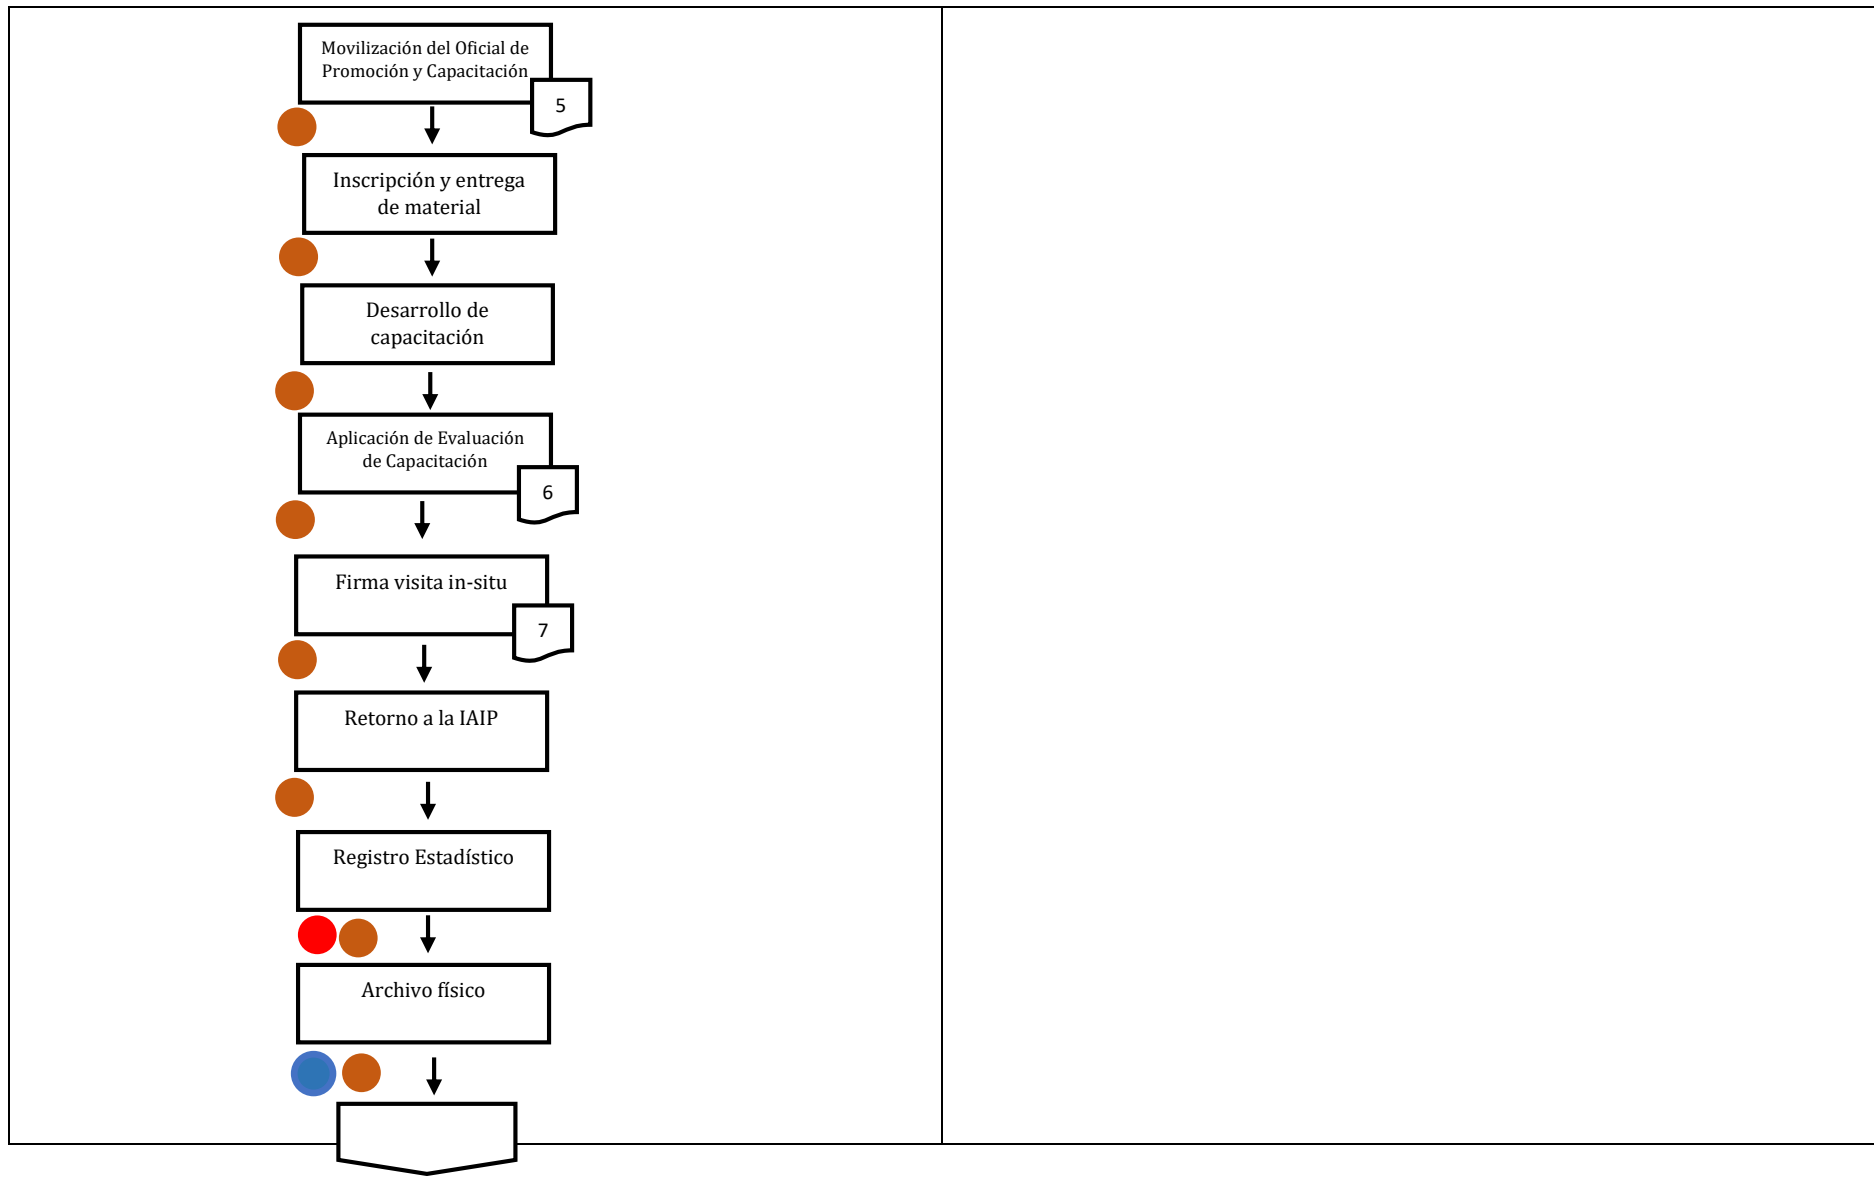 Movilización del Oficial de
Promoción y Capacitación
5
Inscripción y entrega
de material
Desarrollo de
capacitación
Aplicación de Evaluación
de Capacitación
6
Firma visita in-situ
7
Retorno a la IAIP
Registro Estadístico
Archivo físico